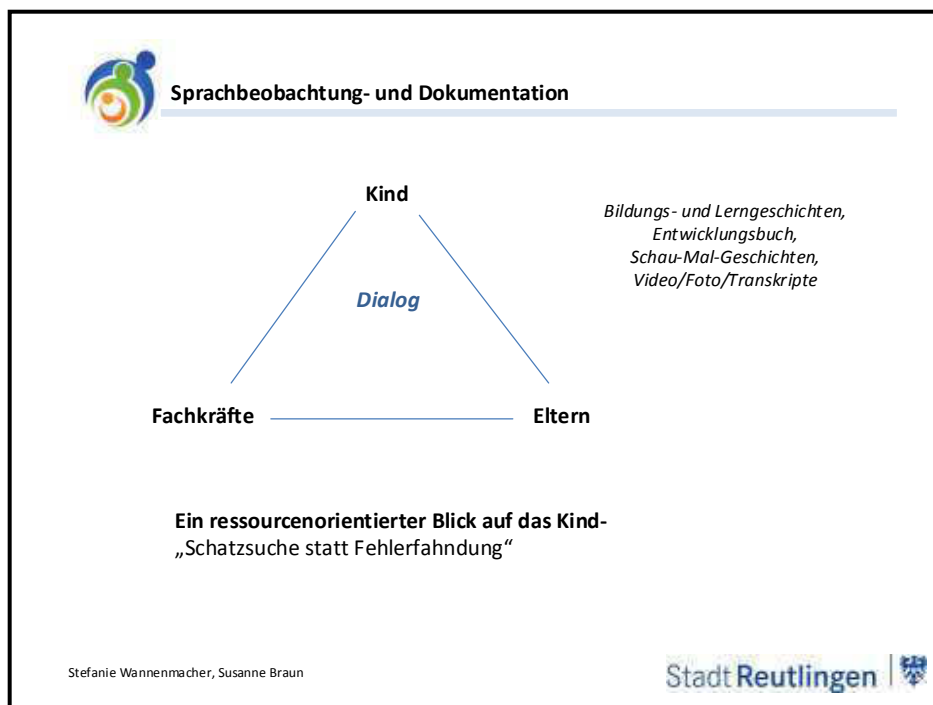 Sprachbeobachtung- und Dokumentation
Kind
Bildungs- und Lerngeschichten,
Entwicklungsbuch,
Schau-Mal-Geschichten,
Video/Foto/Transkripte
Dialog
Fachkräfte
Eltern
Ein ressourcenorientierter Blick auf das Kind-
„Schatzsuche statt Fehlerfahndung“
Stefanie Wannenmacher, Susanne Braun
Stadt Reutlingen